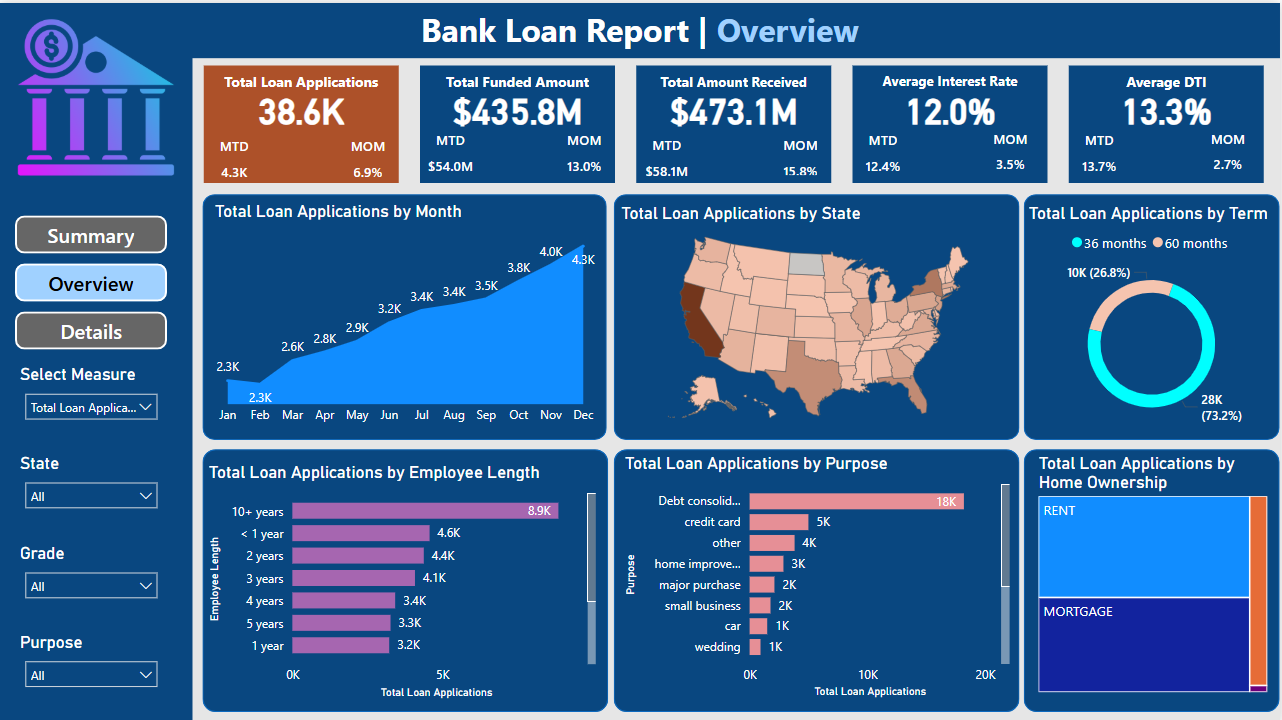 Bank Loan Report | Overview
Total Loan Applications
38.6K
MTD
MOM
4.3K
6.9%
Total Funded Amount
$435.8M
MTD
MOM
$54.0M
13.0%
Total Amount Received
$473.1M
MTD
MOM
$58.1M
15.8%
Average Interest Rate
12.0%
MTD
MOM
12.4%
3.5%
Average DTI
13.3%
MTD
MOM
13.7%
2.7%
Summary
Overview
Details
Select Measure
Total Loan Applica...
State
All
Grade
All
Purpose
All
Total Loan Applications by Month
2.3K
2.3K
2.6K
2.8K
2.9K
3.2K
3.4K
3.4K
3.5K
3.8K
4.0K
4.3K
Jan Feb Mar Apr May Jun Jul Aug Sep Oct Nov Dec
Total Loan Applications by State
Total Loan Applications by Term
36 months 60 months
10K (26.8%)
28K
(73.2%)
Total Loan Applications by Employee Length
Employee Length
10+ years 8.9K
< 1 year 4.6K
2 years 4.4K
3 years 4.1K
4 years 3.4K
5 years 3.3K
1 year 3.2K
0K 5K
Total Loan Applications
Total Loan Applications by Purpose
Purpose
Debt consolid... 18K
credit card 5K
other 4K
home improve... 3K
major purchase 2K
small business 2K
car 1K
wedding 1K
0K 10K 20K
Total Loan Applications
Total Loan Applications by
Home Ownership
RENT
MORTGAGE